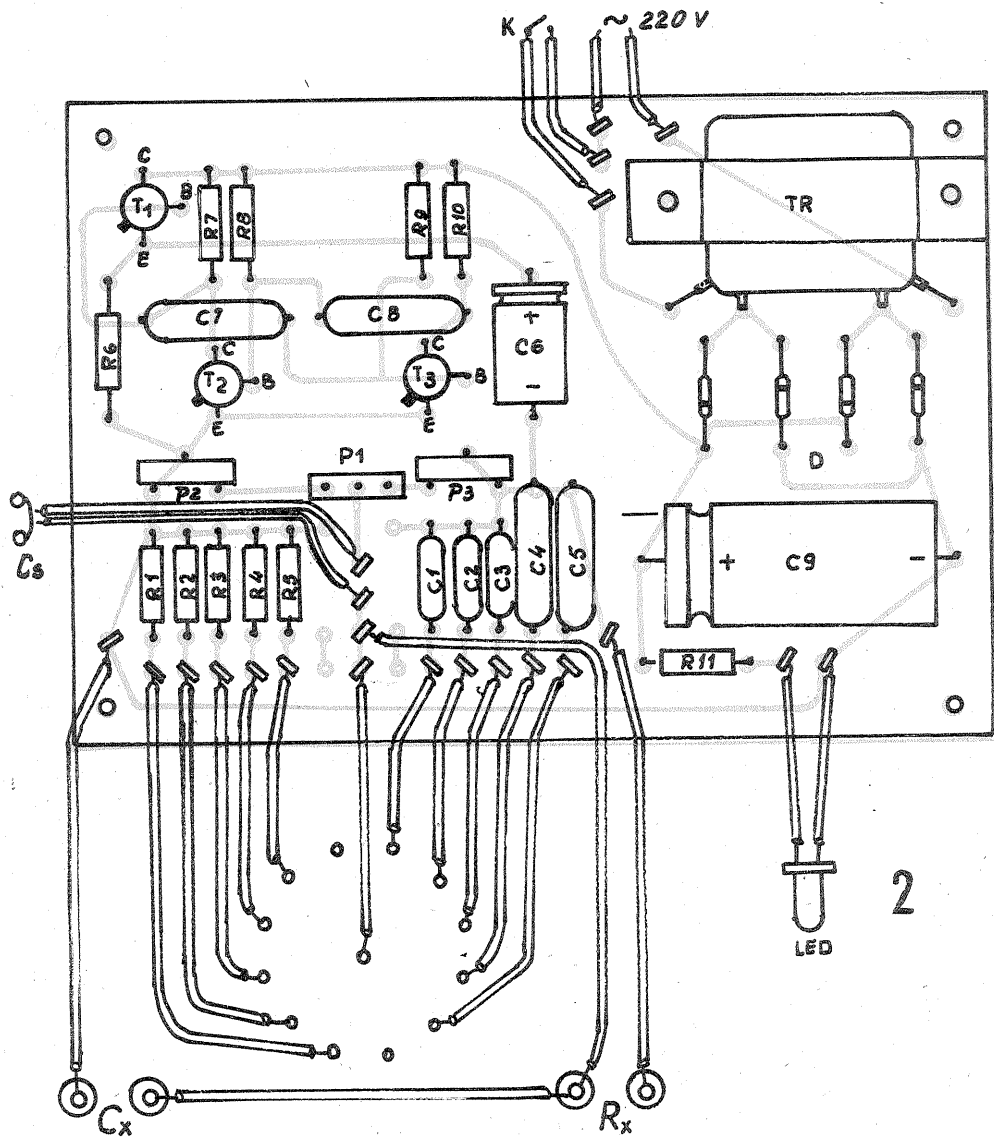 K ~ 220 V
C
T1 B
E
R7 R8 R9 R10
TR
C7 C8
+
C6
-
R6
C
T2 B
E
C
T3 B
E
D
P2 P1 P3
Cs
R1 R2 R3 R4 R5
C1 C2 C3 C4 C5
+ C9 -
R11
LED
2
Cx Rx